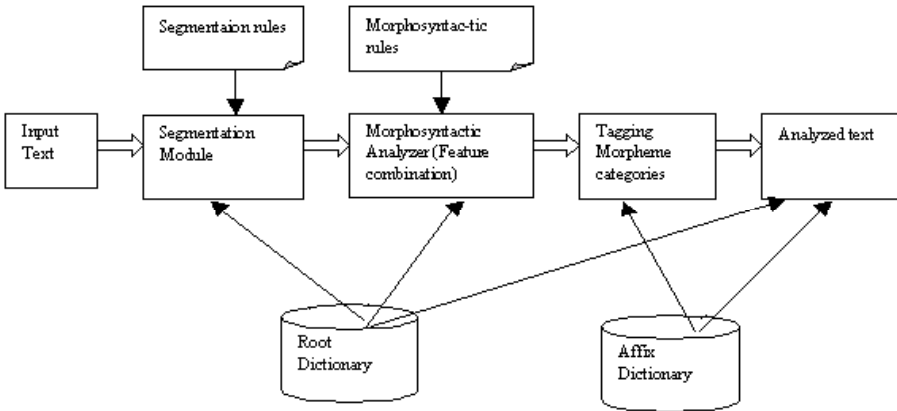 Segmentaion rules
Morphosyntac-tic
rules
Input
Text
Segmentation
Module
Morphosyntactic
Analyzer (Feature
combination)
Tagging
Morpheme
categories
Analyzed text
Root
Dictionary
Affix
Dictionary